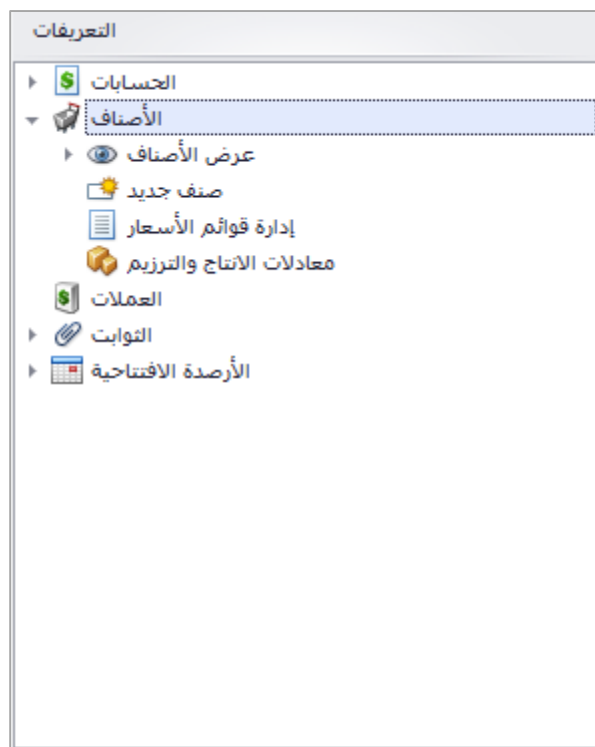 التعريفات
الحسابات
الأصناف
عرض الأصناف
صنف جديد
إدارة قوائم الأسعار
معادلات الانتاج والترزيم
العملات
الثوابت
الأرصدة الافتتاحية